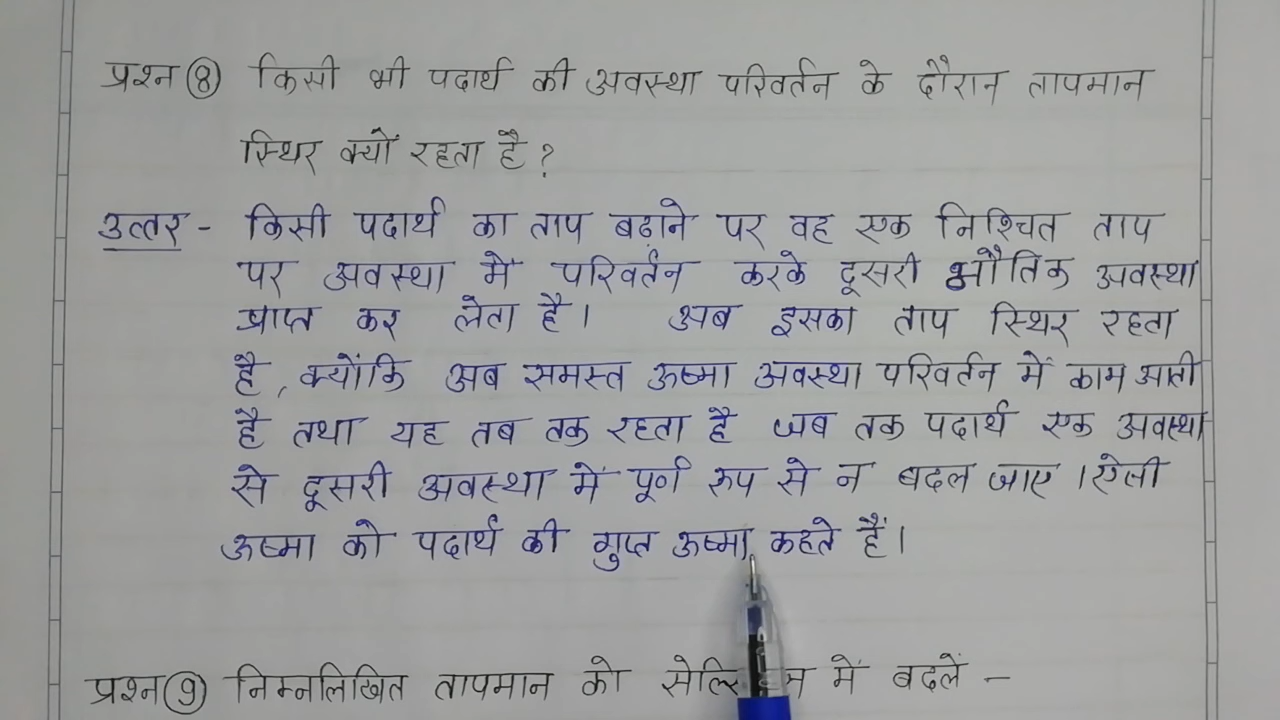 प्रश्न (8) किसी भी पदार्थ की अवस्था परिवर्तन के दौरान तापमान
स्थिर क्यों रहता है?
उत्तर - किसी पदार्थ का ताप बढ़ाने पर वह एक निश्चित ताप
पर अवस्था में परिवर्तन करके दूसरी भौतिक अवस्था
प्राप्त कर लेता है। अब इसका ताप स्थिर रहता
है, क्योंकि अब समस्त ऊष्मा अवस्था परिवर्तन में काम आती
है तथा यह तब तक रहता है जब तक पदार्थ एक अवस्था
से दूसरी अवस्था में पूर्ण रूप से न बदल जाए। ऐसी
ऊष्मा को पदार्थ की गुप्त ऊष्मा कहते हैं।
प्रश्न (9) निम्नलिखित तापमान को में बदलें -